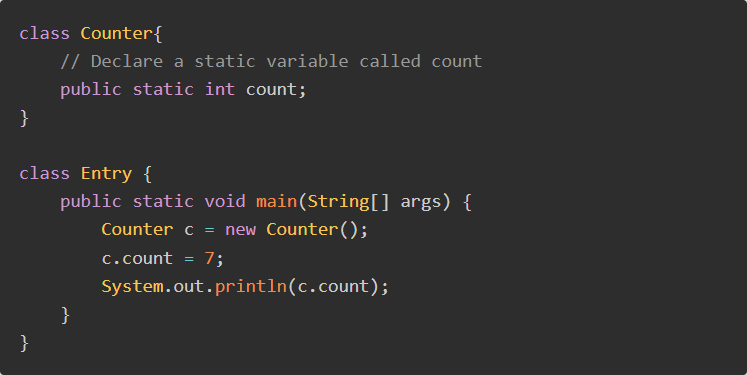 class Counter{
    // Declare a static variable called count
    public static int count;
}

class Entry {
    public static void main(String[] args) {
        Counter c = new Counter();
        c.count = 7;
        System.out.println(c.count);
    }
}